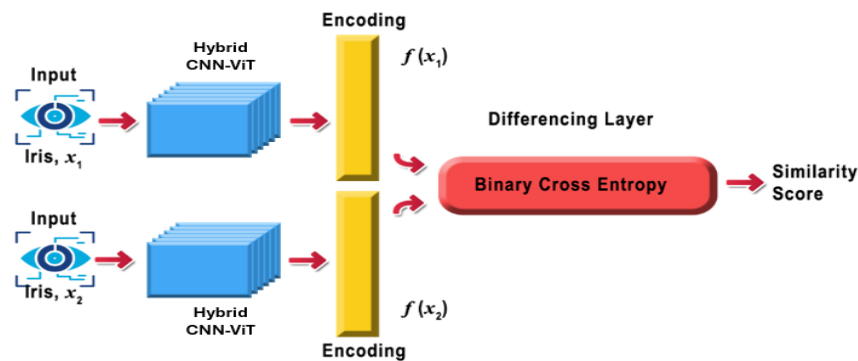 Encoding
Hybrid
CNN-ViT
f (x1)
Input
Iris, x1
Differencing Layer
Binary Cross Entropy
Similarity
Score
Input
Iris, x2
Hybrid
CNN-ViT
f (x2)
Encoding